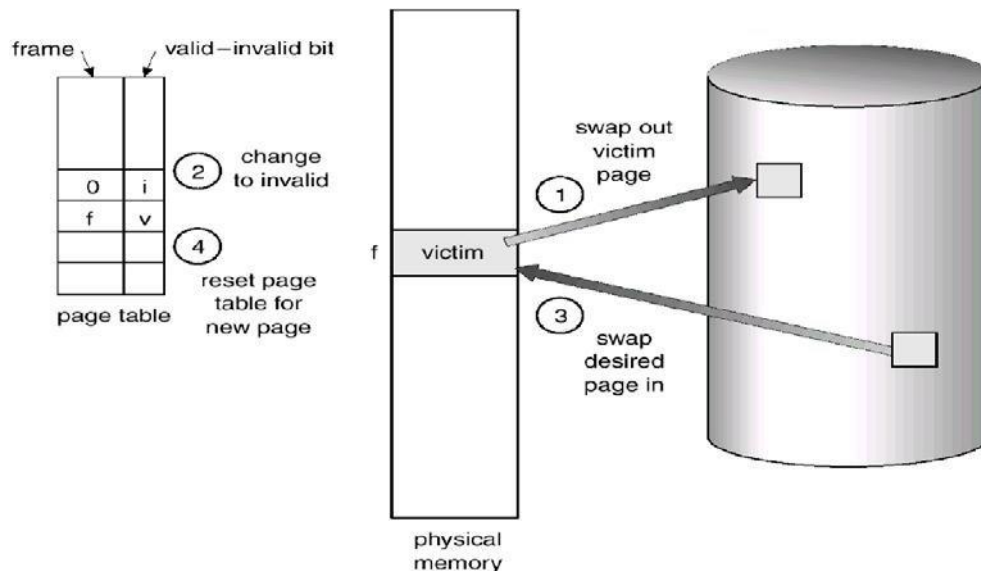 frame
valid–invalid bit
0 i
f v
page table
2
change
to invalid
4
reset page
table for
new page
f
victim
physical
memory
1
swap out
victim
page
3
swap
desired
page in